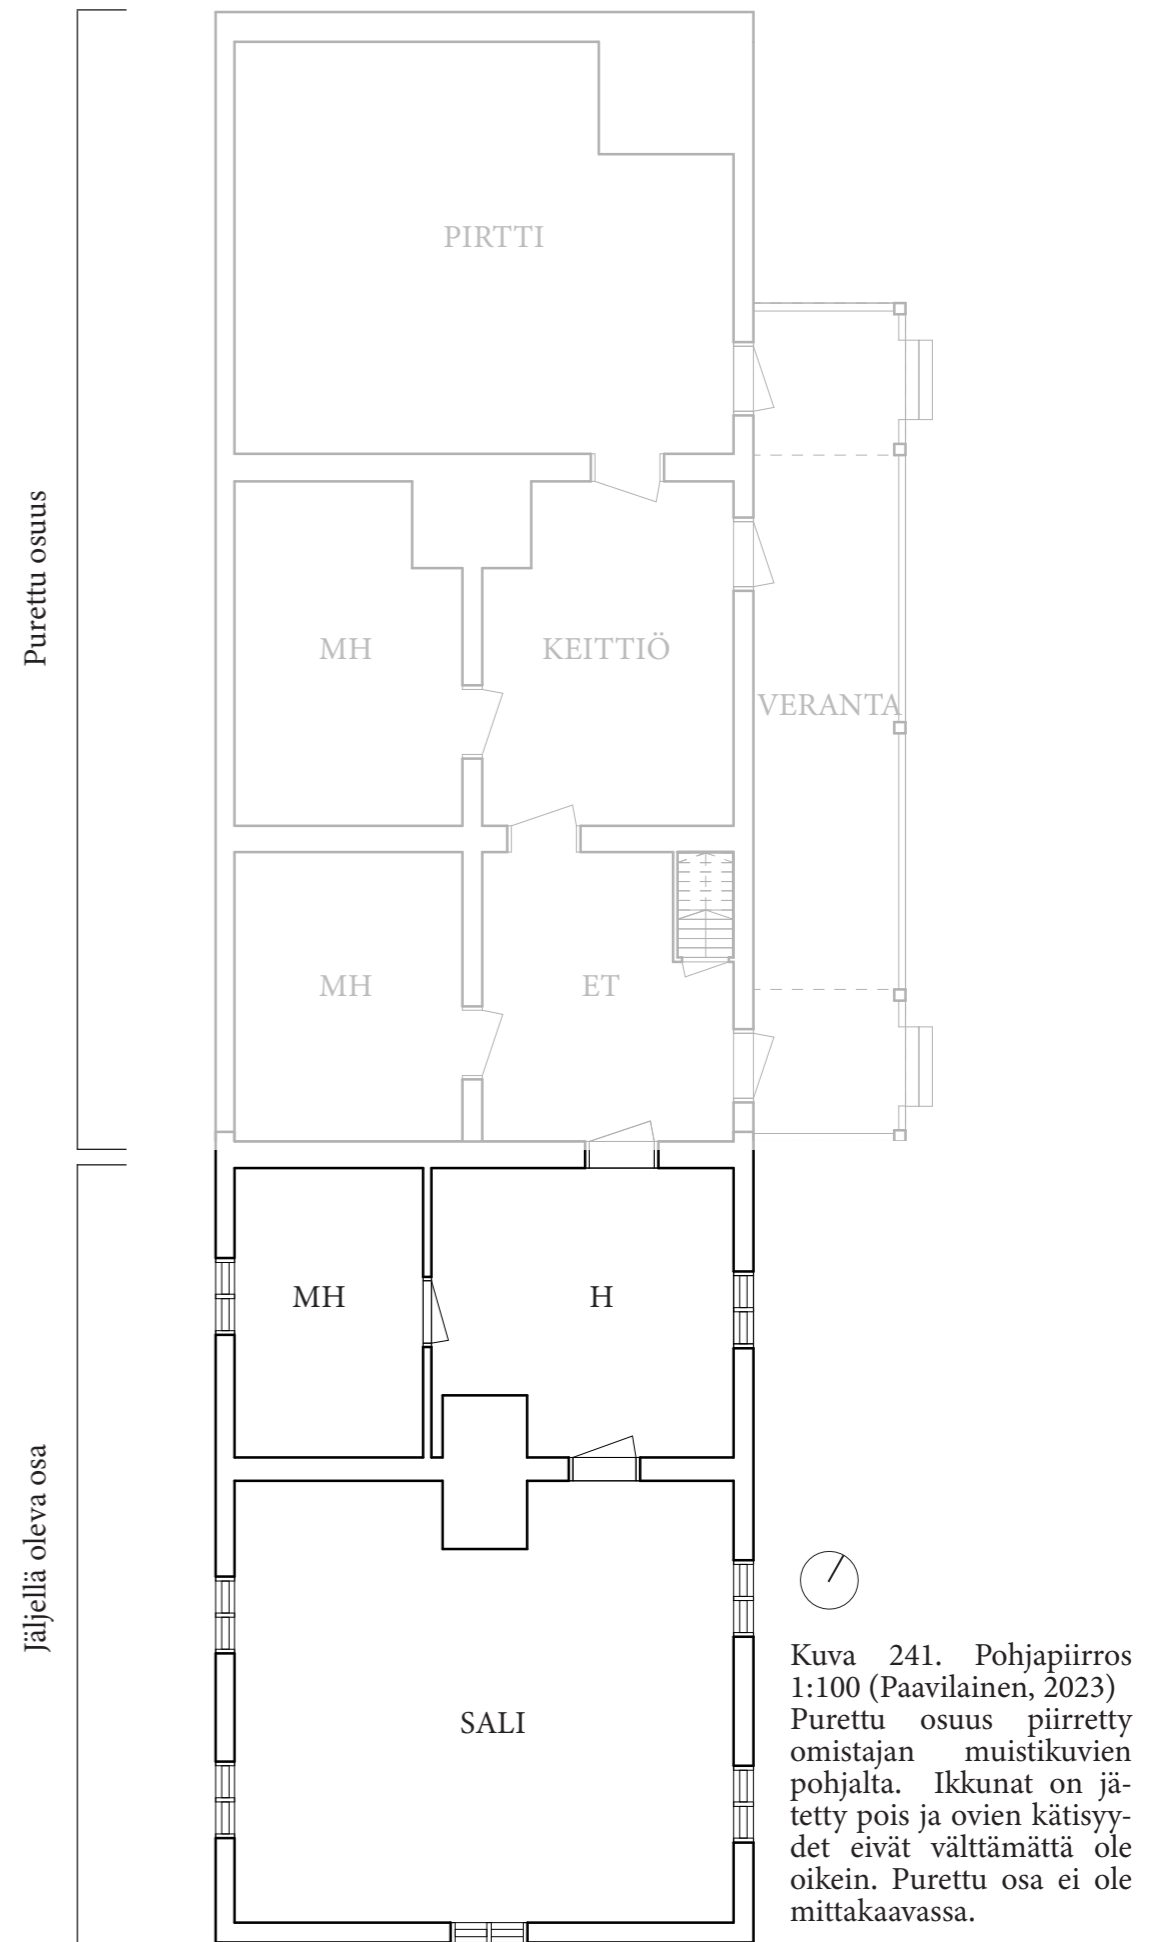 Purettu osuus
PIRTTI
MH
KEITTIÖ
VERANTA
MH
ET
Jäljellä oleva osa
MH
H
SALI
Kuva 241. Pohjapiirros
1:100 (Paavilainen, 2023)
Purettu osuus piirretty
omistajan muistikuvien
pohjalta. Ikkunat on jä-
tetty pois ja ovien kätisyy-
det eivät välttämättä ole
oikein. Purettu osa ei ole
mittakaavassa.